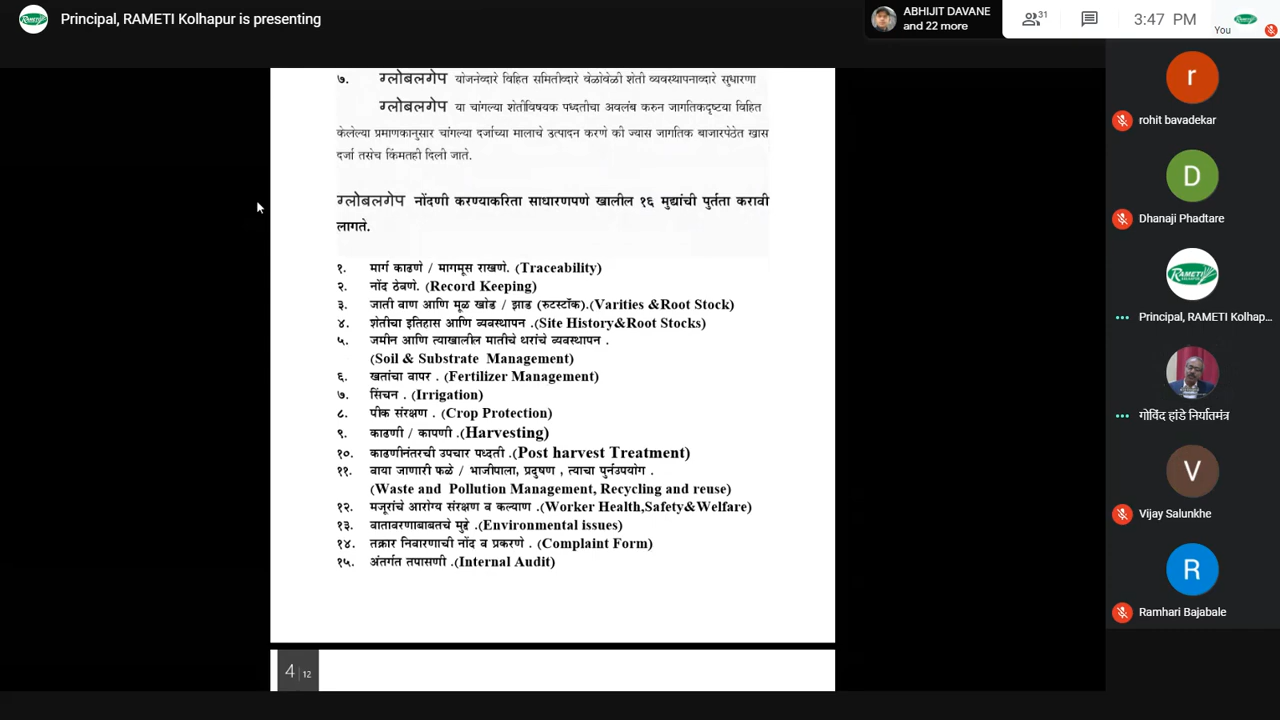 Principal, RAMETI Kolhapur is presenting
ABHIJIT DAVANE
and 22 more
31
3:47 PM
You
७. ग्लोबलगेप योजनेव्दारे विहित समितीव्दारे वेळोवेळी शेती व्यवस्थापनाव्दारे सुधारणा
ग्लोबलगेप या चांगल्या शेतीविषयक पध्दतीचा अवलंब करुन जागतिकदृष्टया विहित
केलेल्या प्रमाणकानुसार चांगल्या दर्जाच्या मालाचे उत्पादन करणे की ज्यास जागतिक बाजारपेठेत खास
दर्जा तसेच किंमतही दिली जाते.
ग्लोबलगेप नोंदणी करण्याकरिता साधारणपणे खालील १६ मुद्यांची पुर्तता करावी
लागते.
१. मार्ग काढणे / मागमूस राखणे. (Traceability)
२. नोंद ठेवणे. (Record Keeping)
३. जाती वाण आणि मूळ खोड / झाड (रुटस्टॉक).(Varities &Root Stock)
४. शेतीचा इतिहास आणि व्यवस्थापन .(Site History&Root Stocks)
५. जमीन आणि त्याखालील मातीचे थरांचे व्यवस्थापन .
(Soil & Substrate Management)
६. खतांचा वापर . (Fertilizer Management)
७. सिंचन . (Irrigation)
८. पीक संरक्षण . (Crop Protection)
९. काढणी / कापणी .(Harvesting)
१०. काढणीनंतरची उपचार पध्दती .(Post harvest Treatment)
११. वाया जाणारी फळे / भाजीपाला, प्रदुषण , त्याचा पुर्नउपयोग .
(Waste and Pollution Management, Recycling and reuse)
१२. मजूरांचे आरोग्य संरक्षण व कल्याण .(Worker Health,Safety&Welfare)
१३. वातावरणाबाबतचे मुद्दे .(Environmental issues)
१४. तक्रार निवारणाची नोंद व प्रकरणे . (Complaint Form)
१५. अंतर्गत तपासणी .(Internal Audit)
4 | 12
r
rohit bavadekar
D
Dhanaji Phadtare
RAMETI
Principal, RAMETI Kolhap...
गोविंद हांडे निर्यातमंत्र
V
Vijay Salunkhe
R
Ramhari Bajabale